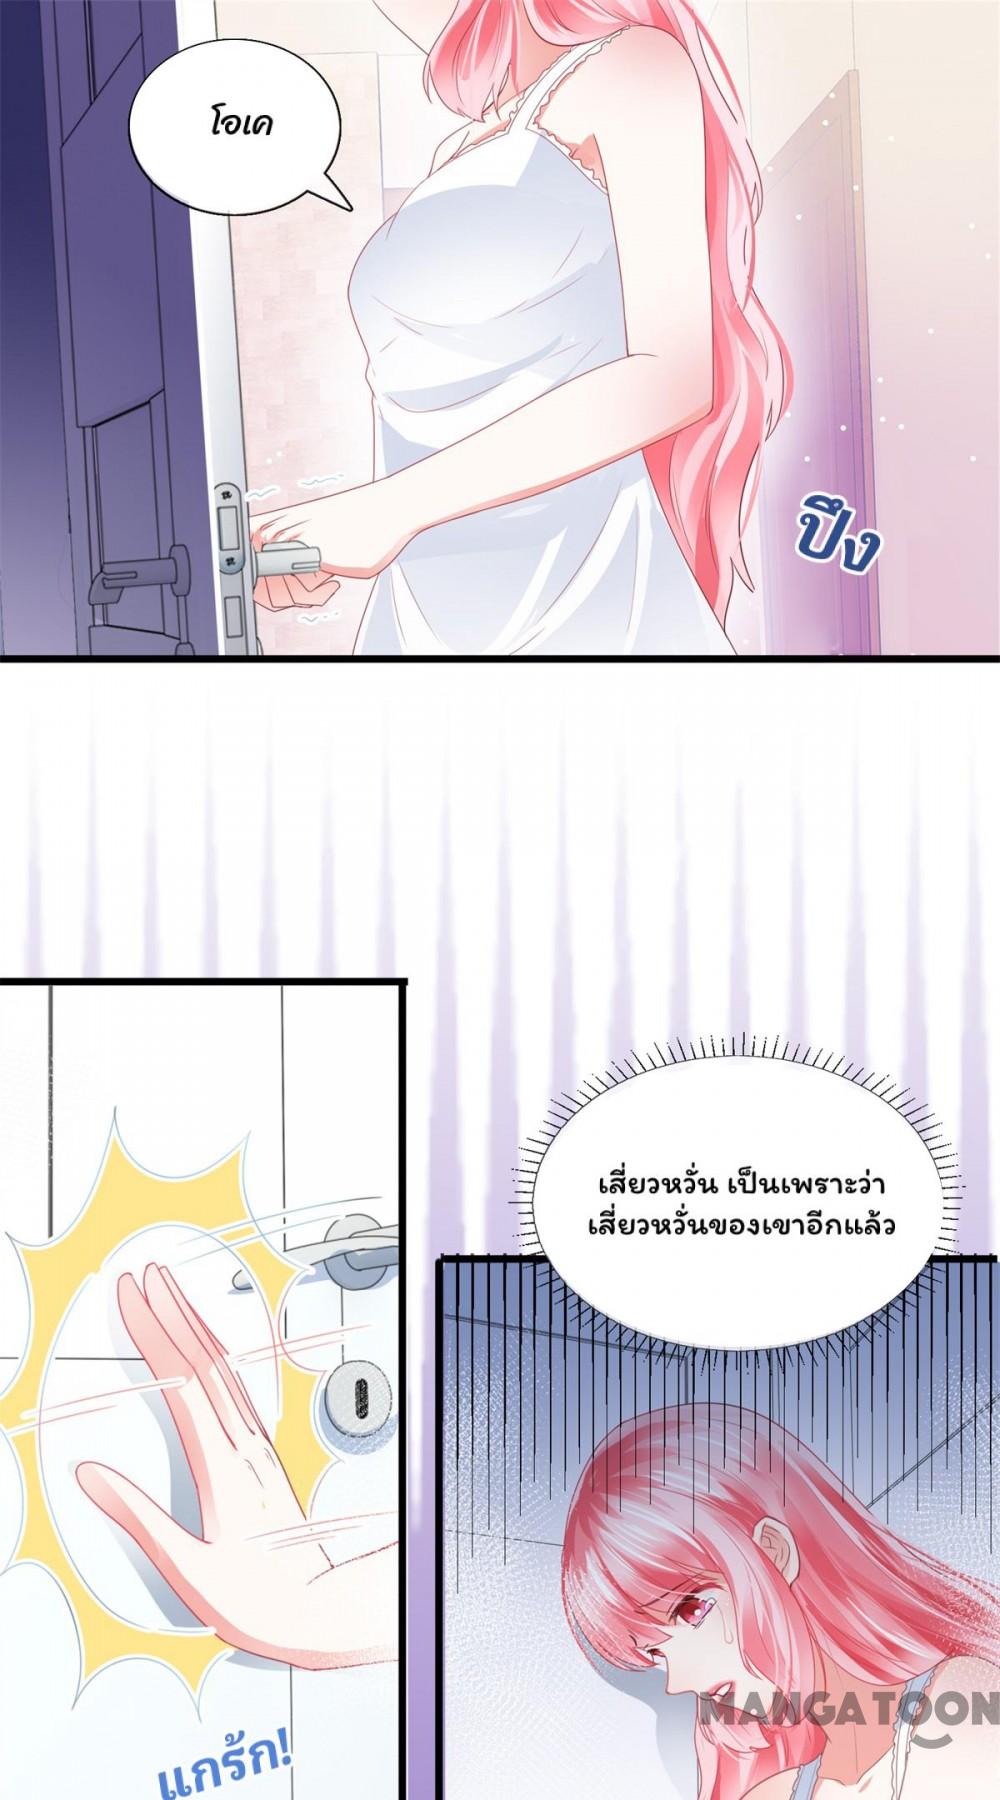 โอเค
ปึง
เสี่ยวหวั่น เป็นเพราะว่า
เสี่ยวหวั่นของเขาอีกแล้ว
แกร้ก!
MANGATOON